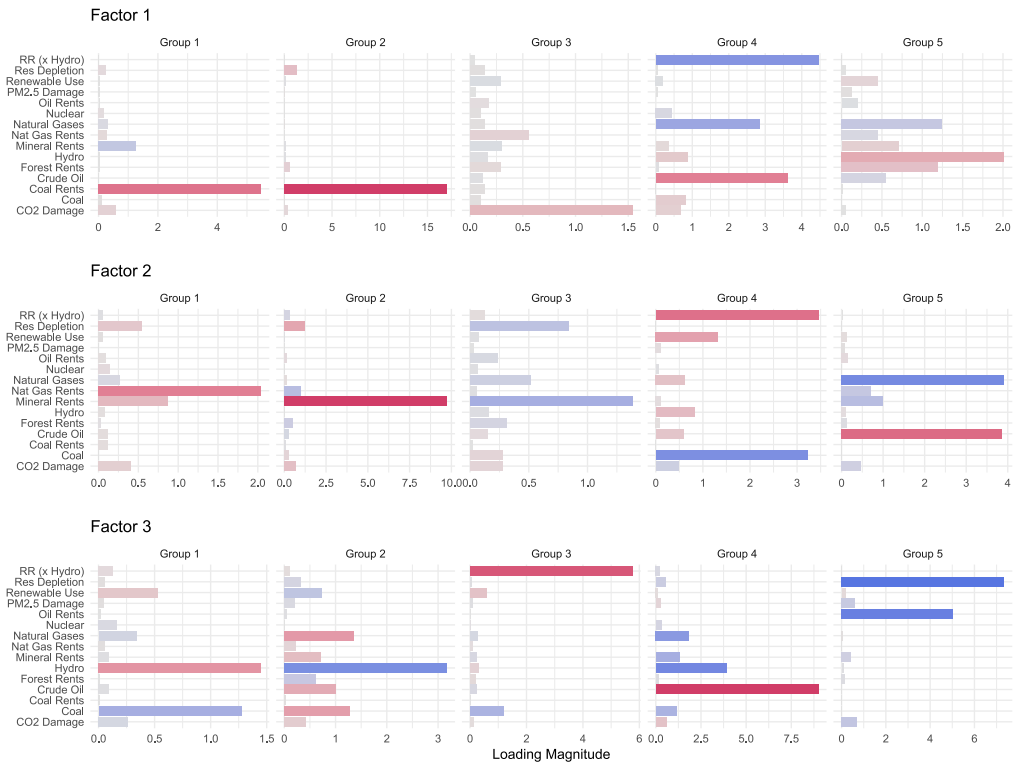 Factor 1
Group 1 Group 2 Group 3 Group 4 Group 5
RR (x Hydro)
Res Depletion
Renewable Use
PM2.5 Damage
Oil Rents
Nuclear
Natural Gases
Nat Gas Rents
Mineral Rents
Hydro
Forest Rents
Crude Oil
Coal Rents
Coal
CO2 Damage
0 2 4 0 5 10 15 0.0 0.5 1.0 1.5 0 1 2 3 4 0.0 0.5 1.0 1.5 2.0
Factor 2
Group 1 Group 2 Group 3 Group 4 Group 5
RR (x Hydro)
Res Depletion
Renewable Use
PM2.5 Damage
Oil Rents
Nuclear
Natural Gases
Nat Gas Rents
Mineral Rents
Hydro
Forest Rents
Crude Oil
Coal Rents
Coal
CO2 Damage
0.0 0.5 1.0 1.5 2.0 0.0 2.5 5.0 7.5 10.0 0.0 0.5 1.0 0 1 2 3 0 1 2 3 4
Factor 3
Group 1 Group 2 Group 3 Group 4 Group 5
RR (x Hydro)
Res Depletion
Renewable Use
PM2.5 Damage
Oil Rents
Nuclear
Natural Gases
Nat Gas Rents
Mineral Rents
Hydro
Forest Rents
Crude Oil
Coal Rents
Coal
CO2 Damage
0.0 0.5 1.0 1.5 0 1 2 3 0 2 4 6 0.0 2.5 5.0 7.5 0 2 4 6
Loading Magnitude